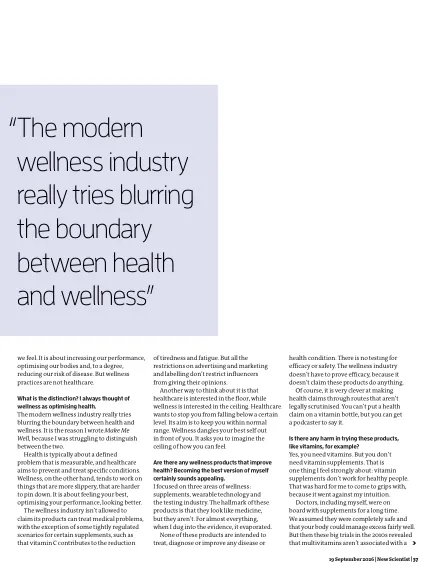 "The modern
wellness industry
really tries blurring
the boundary
between health
and wellness"
we feel. It is about increasing our performance,
optimising our bodies and, to a degree,
reducing our risk of disease. But wellness
practices are not healthcare.
What is the distinction? I always thought of
wellness as optimising health.
The modern wellness industry really tries
blurring the boundary between health and
wellness. It is the reason I wrote Make Me
Well, because I was struggling to distinguish
between the two.
Health is typically about a defined
problem that is measurable, and healthcare
aims to prevent and treat specific conditions.
Wellness, on the other hand, tends to work on
things that are more slippery, that are harder
to pin down. It is about feeling your best,
optimising your performance, looking better.
The wellness industry isn't allowed to
claim its products can treat medical problems,
with the exception of some tightly regulated
scenarios for certain supplements, such as
that vitamin C contributes to the reduction
of tiredness and fatigue. But all the
restrictions on advertising and marketing
and labelling don't restrict influencers
from giving their opinions.
Another way to think about it is that
healthcare is interested in the floor, while
wellness is interested in the ceiling. Healthcare
wants to stop you from falling below a certain
level. Its aim is to keep you within normal
range. Wellness dangles your best self out
in front of you. It asks you to imagine the
ceiling of how you can feel.
Are there any wellness products that improve
health? Becoming the best version of myself
certainly sounds appealing.
I focused on three areas of wellness:
supplements, wearable technology and
the testing industry. The hallmark of these
products is that they look like medicine,
but they aren't. For almost everything,
when I dug into the evidence, it evaporated.
None of these products are intended to
treat, diagnose or improve any disease or
health condition. There is no testing for
efficacy or safety. The wellness industry
doesn't have to prove efficacy, because it
doesn't claim these products do anything.
Of course, it is very clever at making
health claims through routes that aren't
legally scrutinised. You can't put a health
claim on a vitamin bottle, but you can get
a podcaster to say it.
Is there any harm in trying these products,
like vitamins, for example?
Yes, you need vitamins. But you don't
need vitamin supplements. That is
one thing I feel strongly about: vitamin
supplements don't work for healthy people.
That was hard for me to come to grips with,
because it went against my intuition.
Doctors, including myself, were on
board with supplements for a long time.
We assumed they were completely safe and
that your body could manage excess fairly well.
But then these big trials in the 2000s revealed
that multivitamins aren't associated with a
19 September 2026 | New Scientist | 37